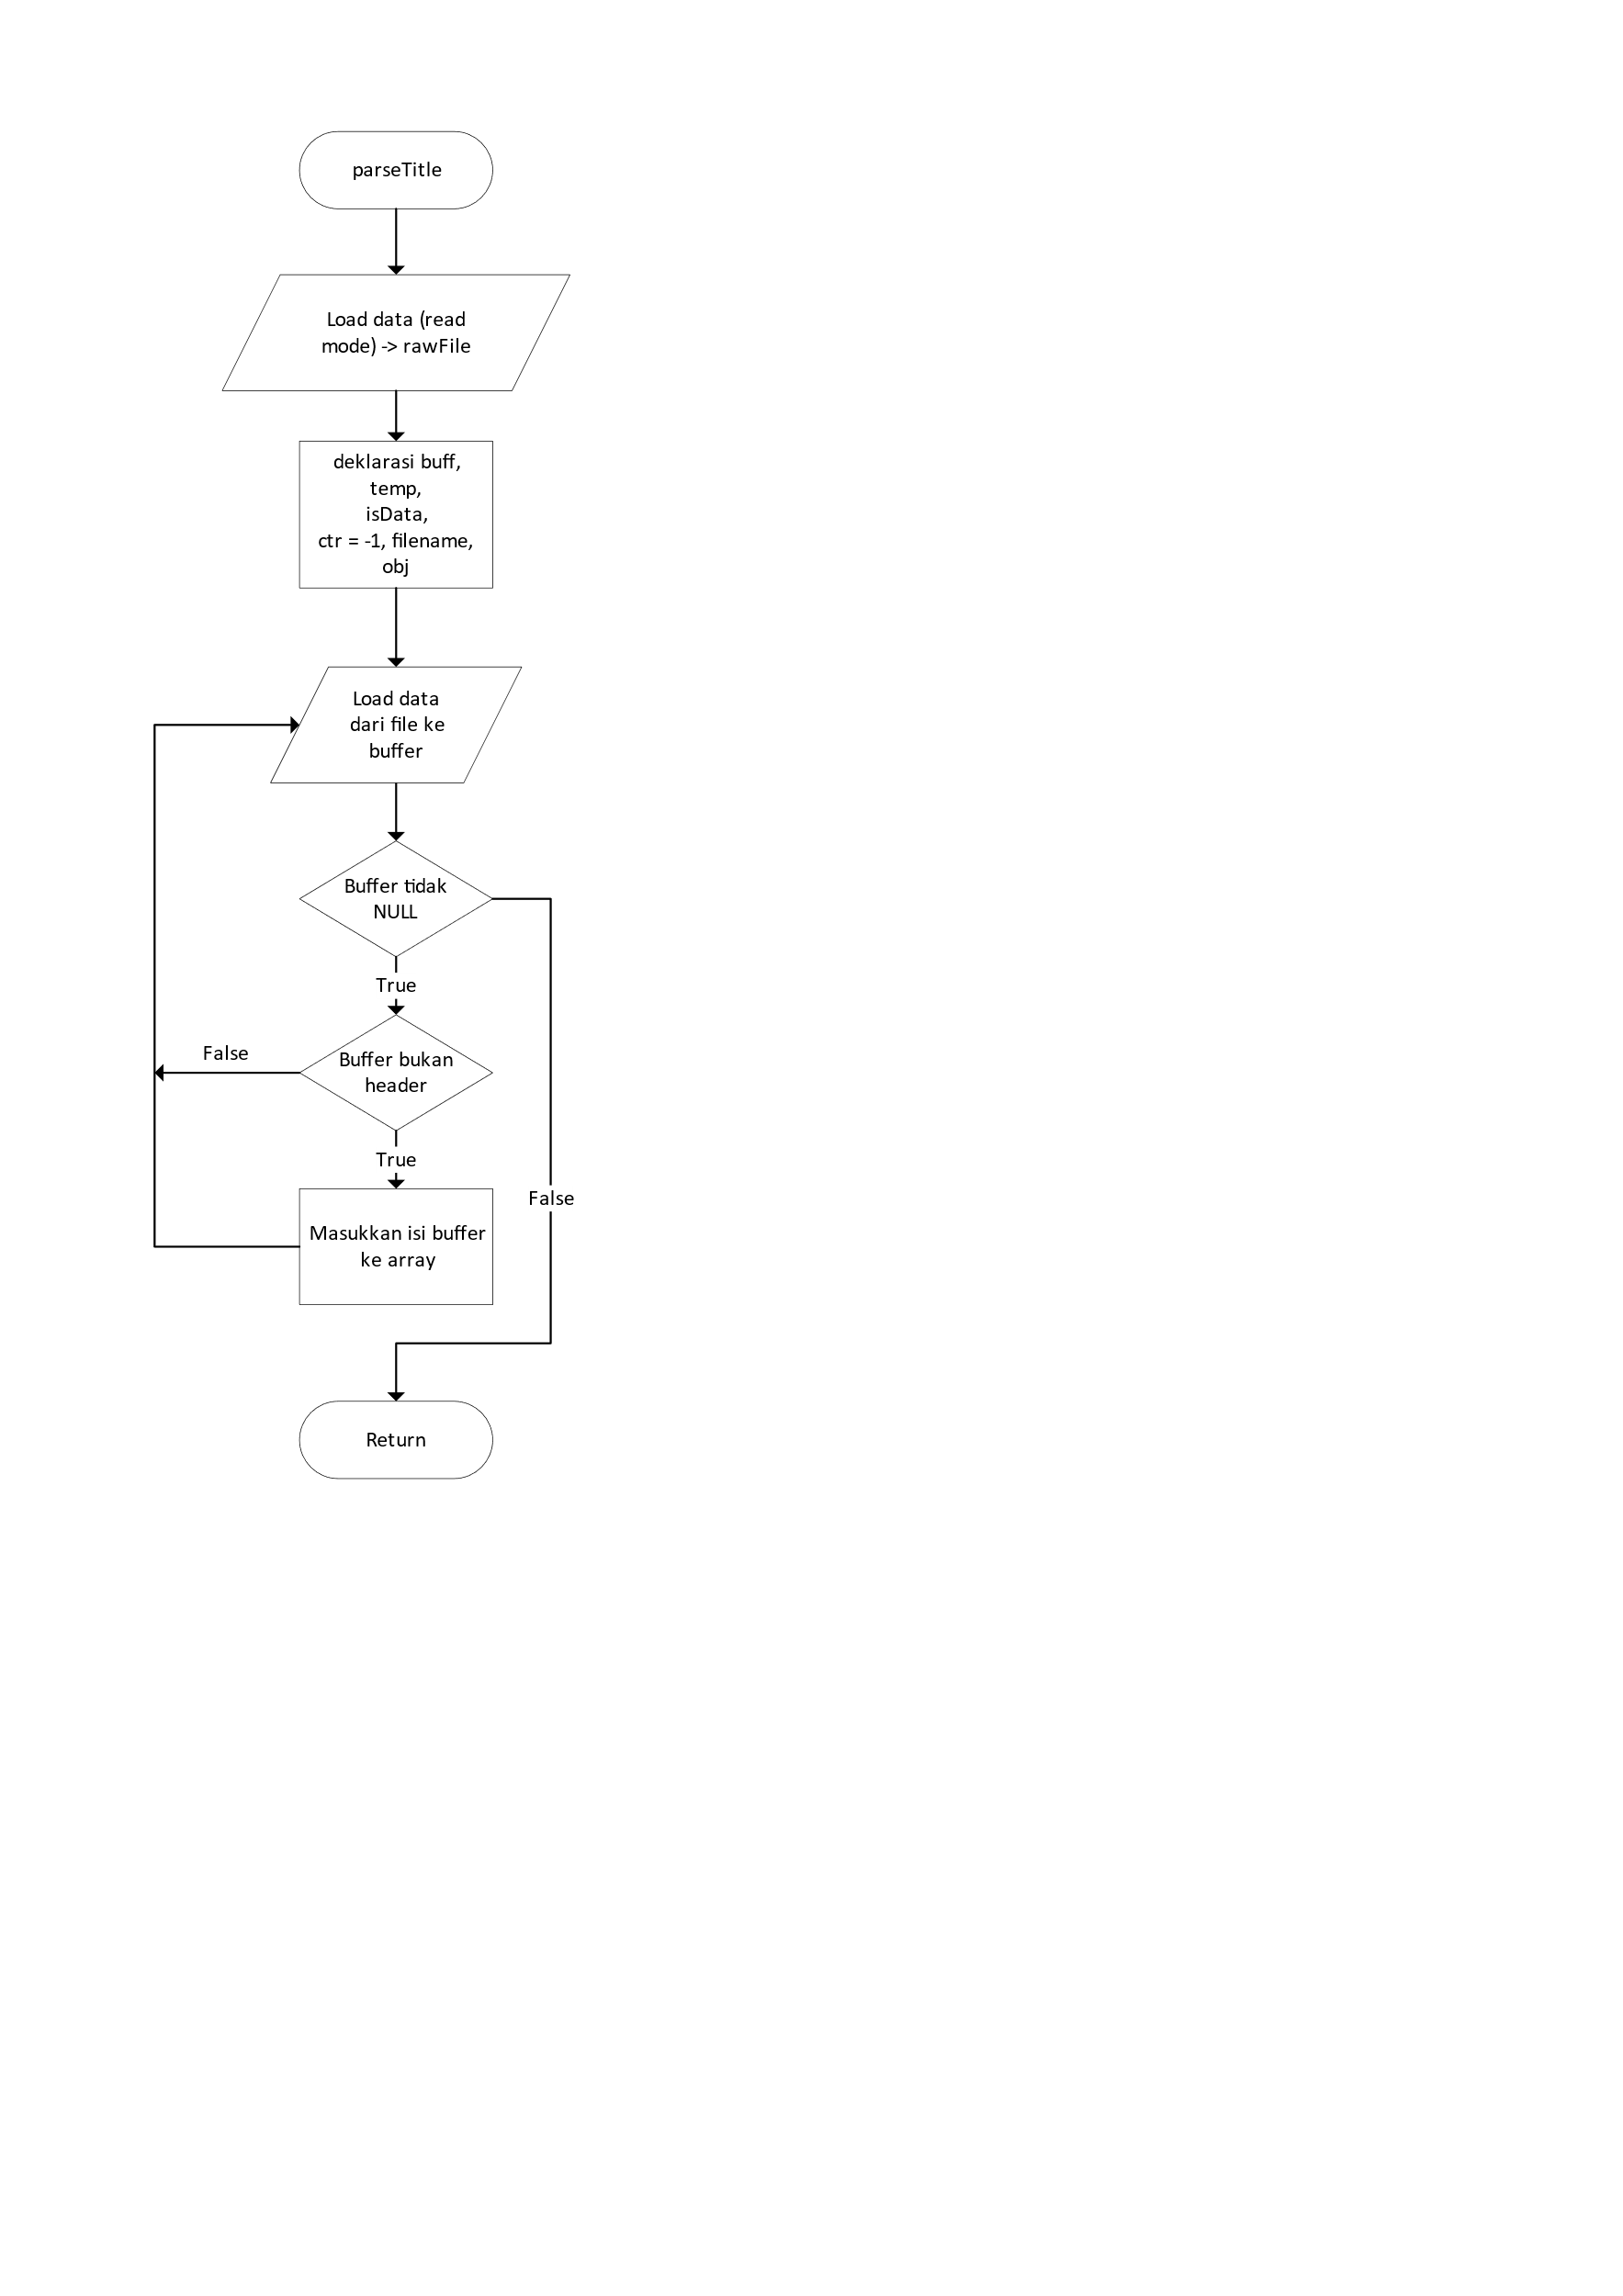 parseTitle
Load data (read
mode) -> rawFile
deklarasi buff,
temp,
isData,
ctr = -1, filename,
obj
Load data
dari file ke
buffer
Buffer tidak
NULL
True
False
Buffer bukan
header
True
False
Masukkan isi buffer
ke array
Return